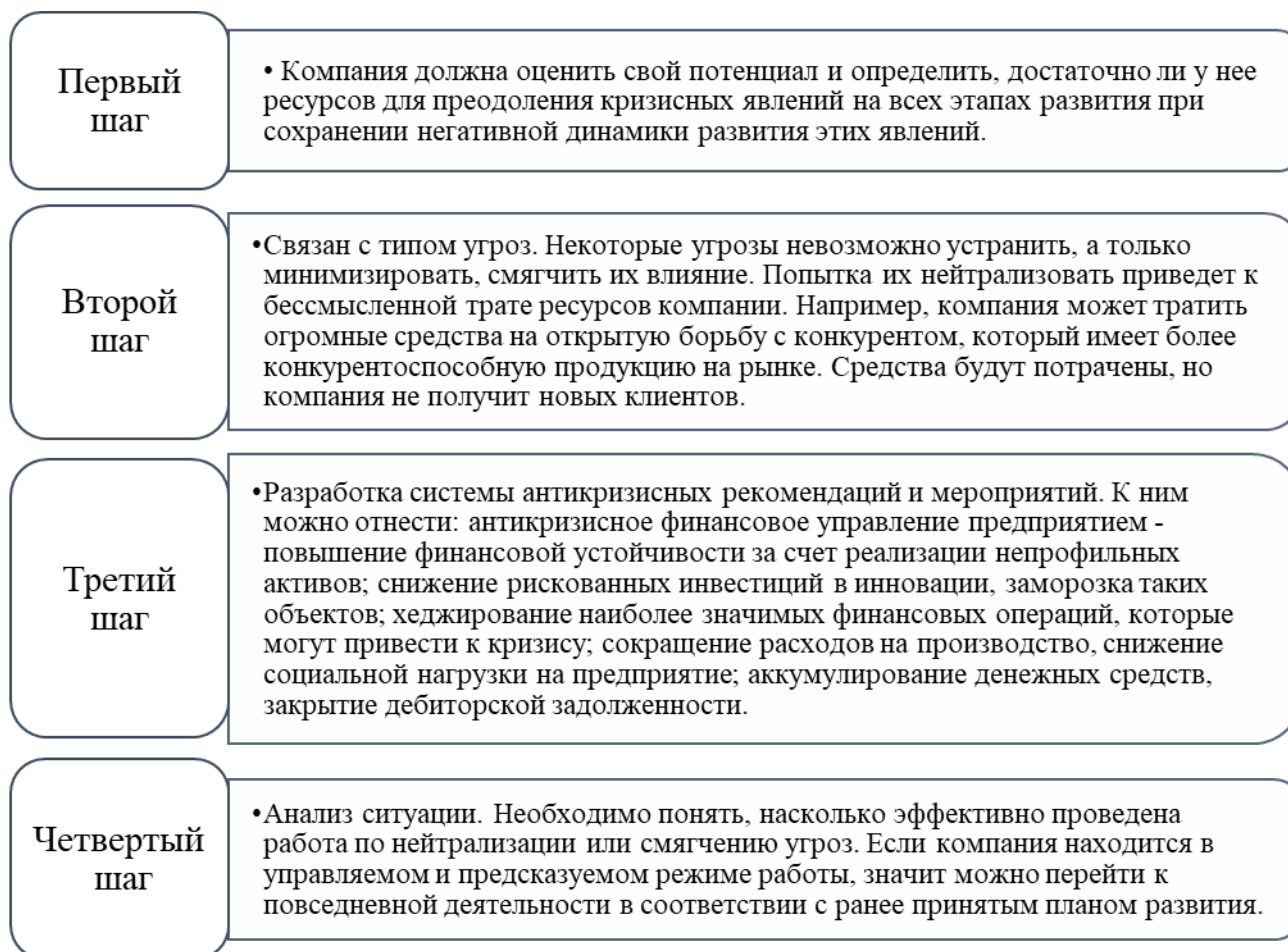 Первый
шаг
• Компания должна оценить свой потенциал и определить, достаточно ли у нее
ресурсов для преодоления кризисных явлений на всех этапах развития при
сохранении негативной динамики развития этих явлений.
Второй
шаг
•Связан с типом угроз. Некоторые угрозы невозможно устранить, а только
минимизировать, смягчить их влияние. Попытка их нейтрализовать приведет к
бессмысленной трате ресурсов компании. Например, компания может тратить
огромные средства на открытую борьбу с конкурентом, который имеет более
конкурентоспособную продукцию на рынке. Средства будут потрачены, но
компания не получит новых клиентов.
Третий
шаг
•Разработка системы антикризисных рекомендаций и мероприятий. К ним
можно отнести: антикризисное финансовое управление предприятием -
повышение финансовой устойчивости за счет реализации непрофильных
активов; снижение рискованных инвестиций в инновации, заморозка таких
объектов; хеджирование наиболее значимых финансовых операций, которые
могут привести к кризису; сокращение расходов на производство, снижение
социальной нагрузки на предприятие; аккумулирование денежных средств,
закрытие дебиторской задолженности.
Четвертый
шаг
•Анализ ситуации. Необходимо понять, насколько эффективно проведена
работа по нейтрализации или смягчению угроз. Если компания находится в
управляемом и предсказуемом режиме работы, значит можно перейти к
повседневной деятельности в соответствии с ранее принятым планом развития.